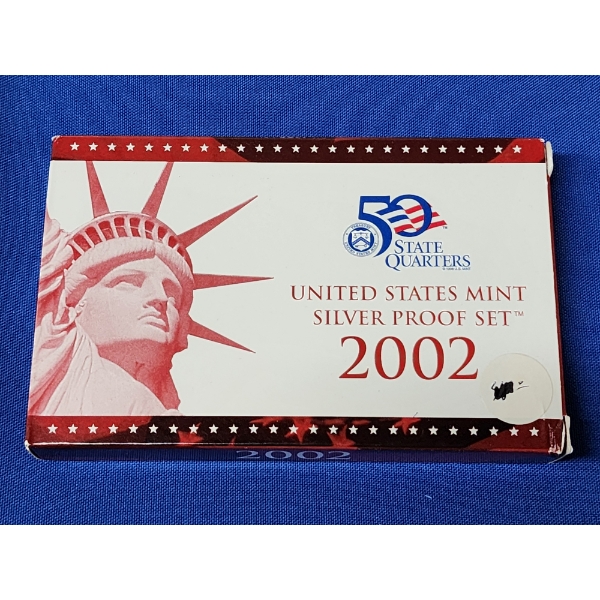 50
STATE
QUARTERS
UNITED STATES MINT
SILVER PROOF SET™
2002
2002